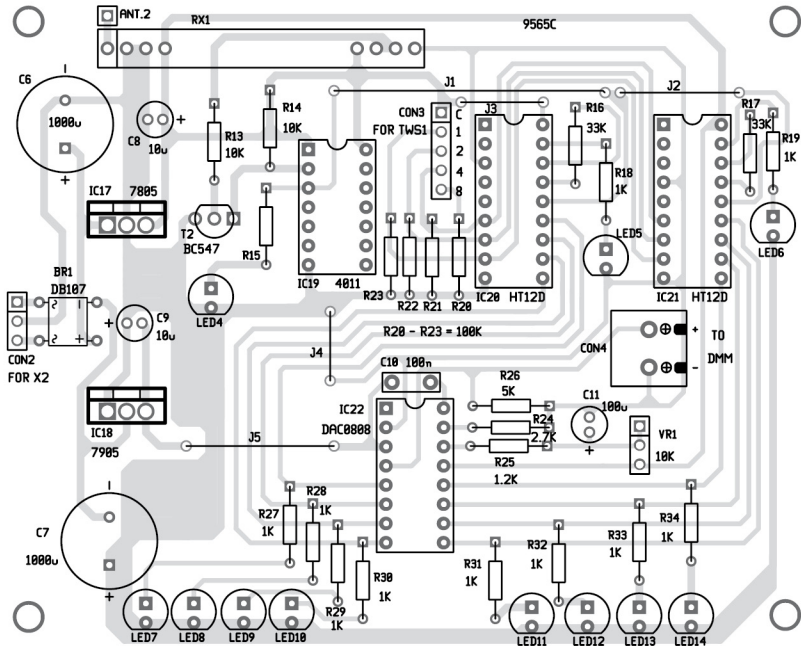 ANT.2
RX1
9565C
C6
1000u
C8
10u
R13
10K
R14
10K
J1
CON3
FOR TWS1
C
1
2
4
8
J3
R16
33K
R18
1K
J2
R17
33K
R19
1K
IC17 7805
T2
BC547
R15
IC19 4011
R23
R22
R21
R20
IC20 HT12D
LED5
IC21 HT12D
LED6
BR1
DB107
~
~
CON2
FOR X2
C9
10u
LED4
J4
R20 - R23 = 100K
CON4
TO
DMM
C10 100n
IC18
7905
J5
IC22
DAC0808
R26
5K
R24
2.7K
R25
1.2K
C11
100u
VR1
10K
C7
1000u
R27
1K
R28
1K
R29
1K
R30
1K
R31
1K
R32
1K
R33
1K
R34
1K
LED7
LED8
LED9
LED10
LED11
LED12
LED13
LED14